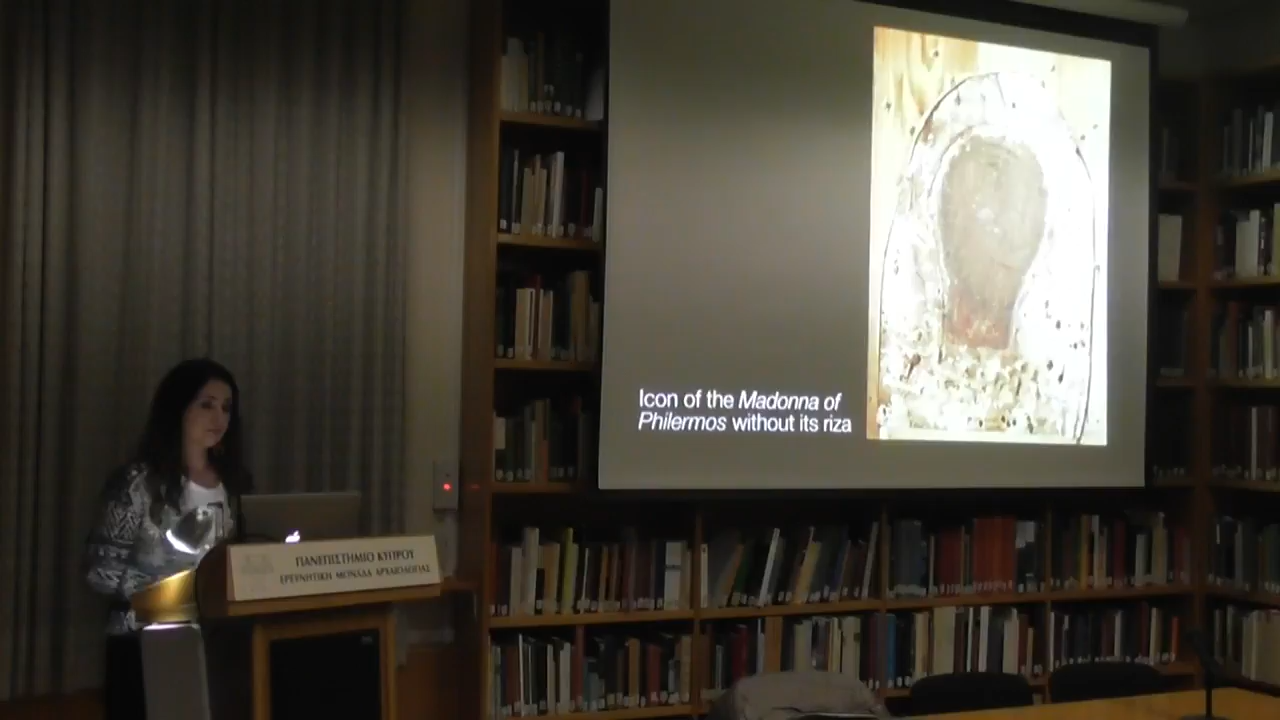 Icon of the Madonna of
Philermos without its riza
ΠΑΝΕΠΙΣΤΗΜΙΟ ΚΥΠΡΟΥ
ΕΡΕΥΝΗΤΙΚΗ ΜΟΝΑΔΑ ΑΡΧΑΙΟΛΟΓΙΑΣ